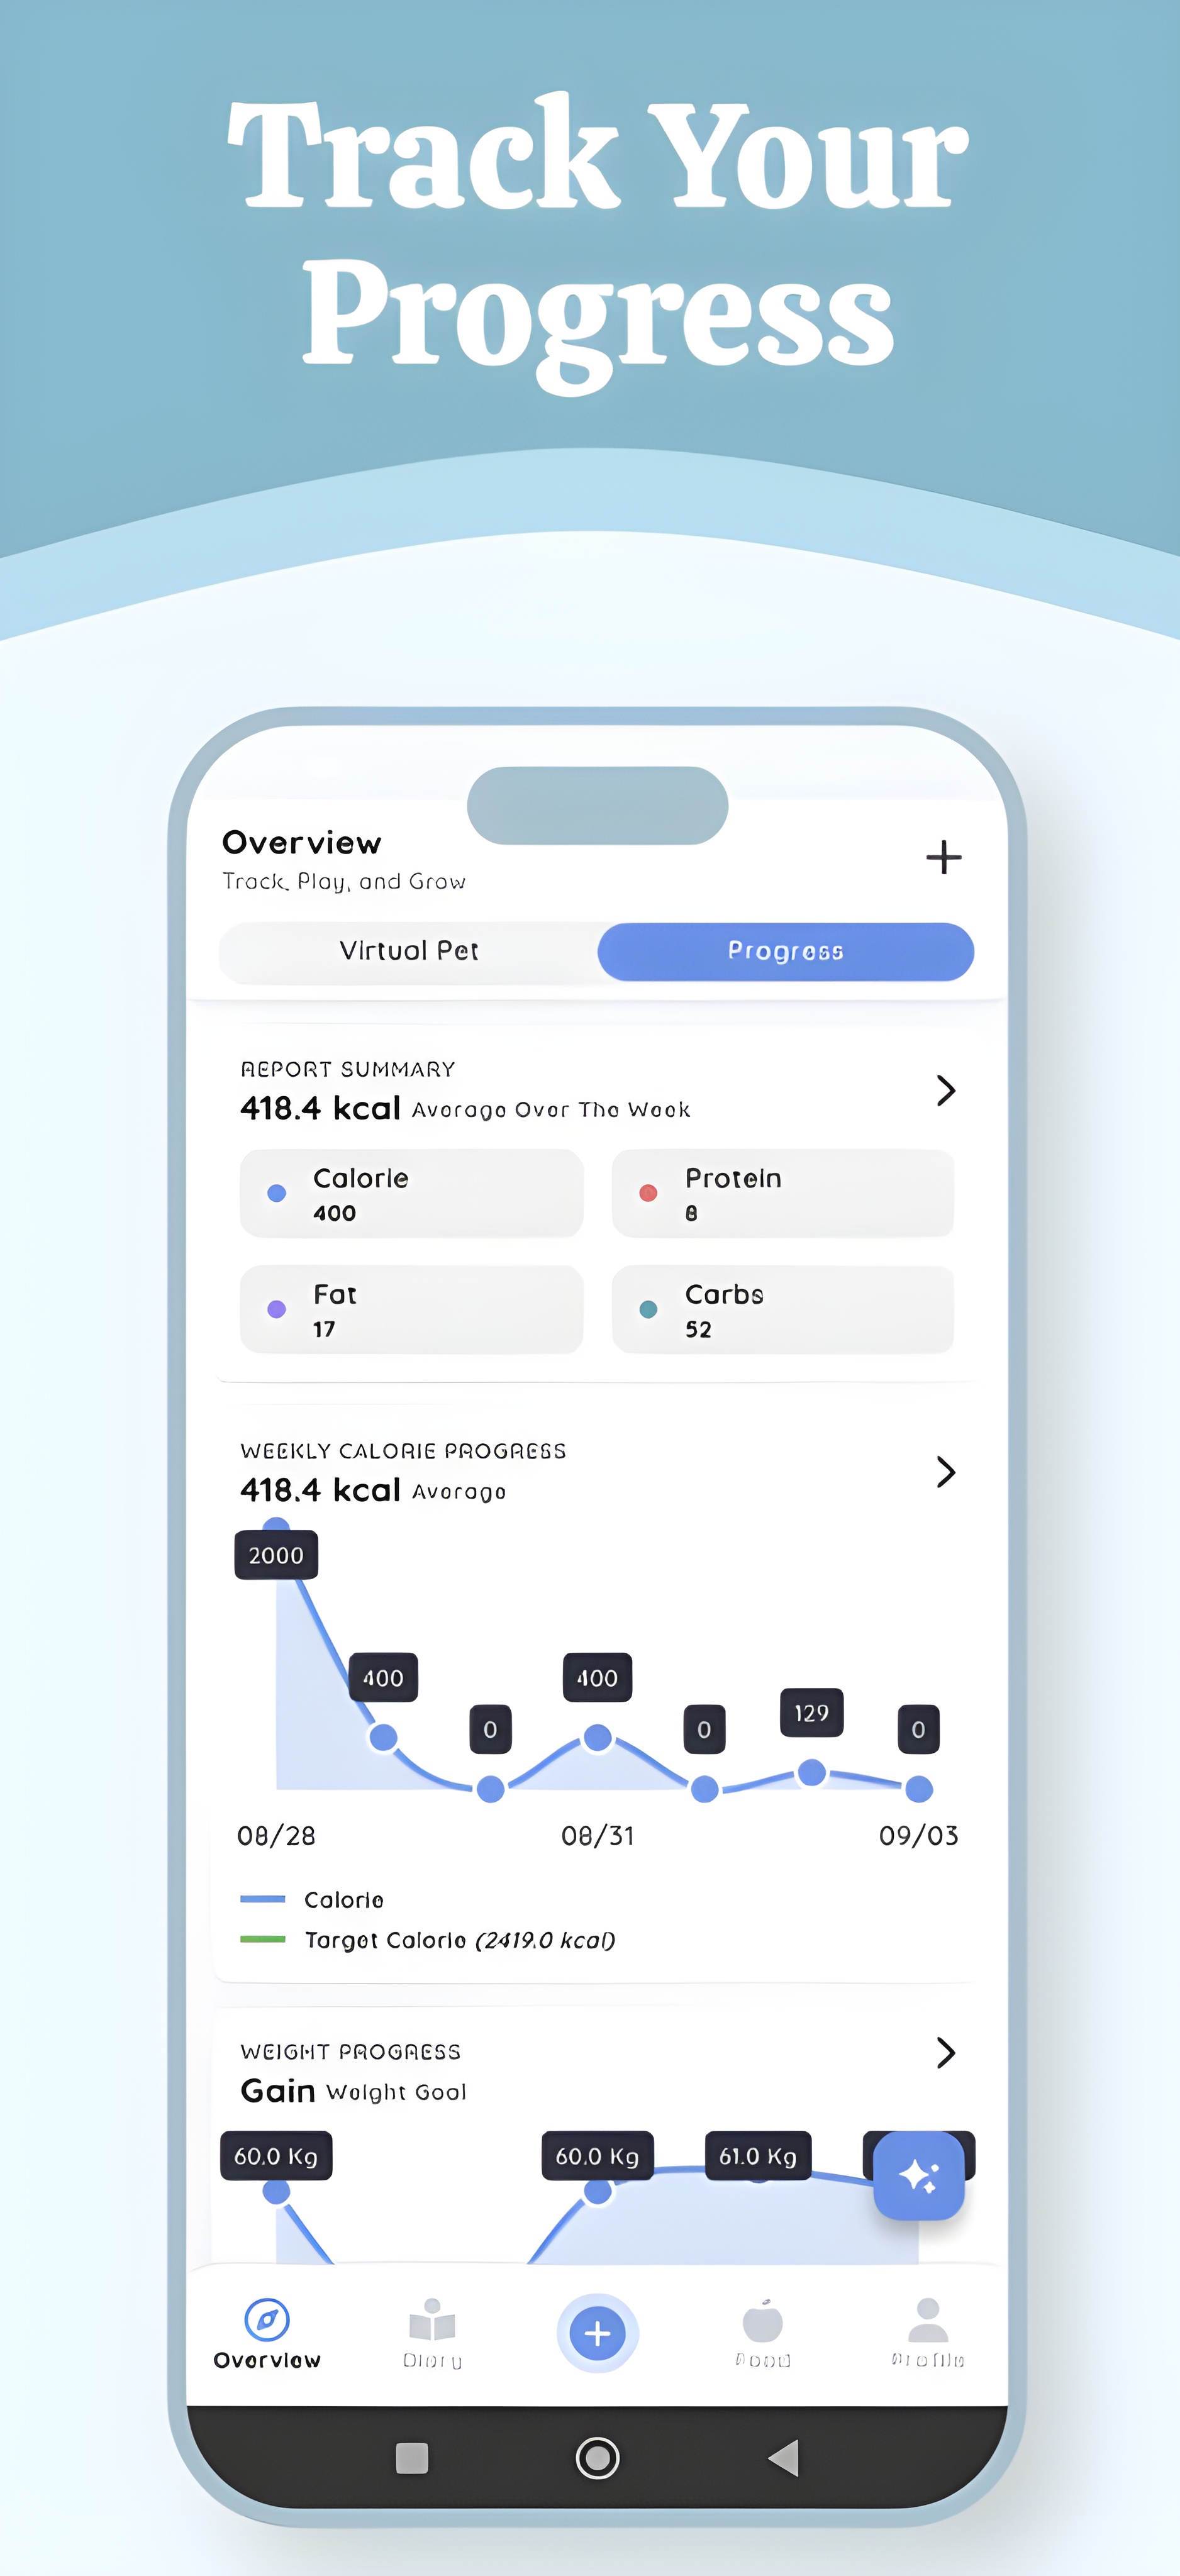 Track Your
Progress
Overview
Track, Play, and Grow
Virtual Pet
Progress
REPORT SUMMARY
418.4 kcal Average Over The Week
Calorie
400
Protein
8
Fat
17
Carbs
52
WEEKLY CALORIE PROGRESS
418.4 kcal Average
2000
400
0
400
0
129
0
08/28
08/31
09/03
Calorie
Target Calorie (2419.0 kcal)
WEIGHT PROGRESS
Gain Weight Goal
60.0 Kg
60.0 Kg
61.0 Kg
Overview
Diary
Food
Profile